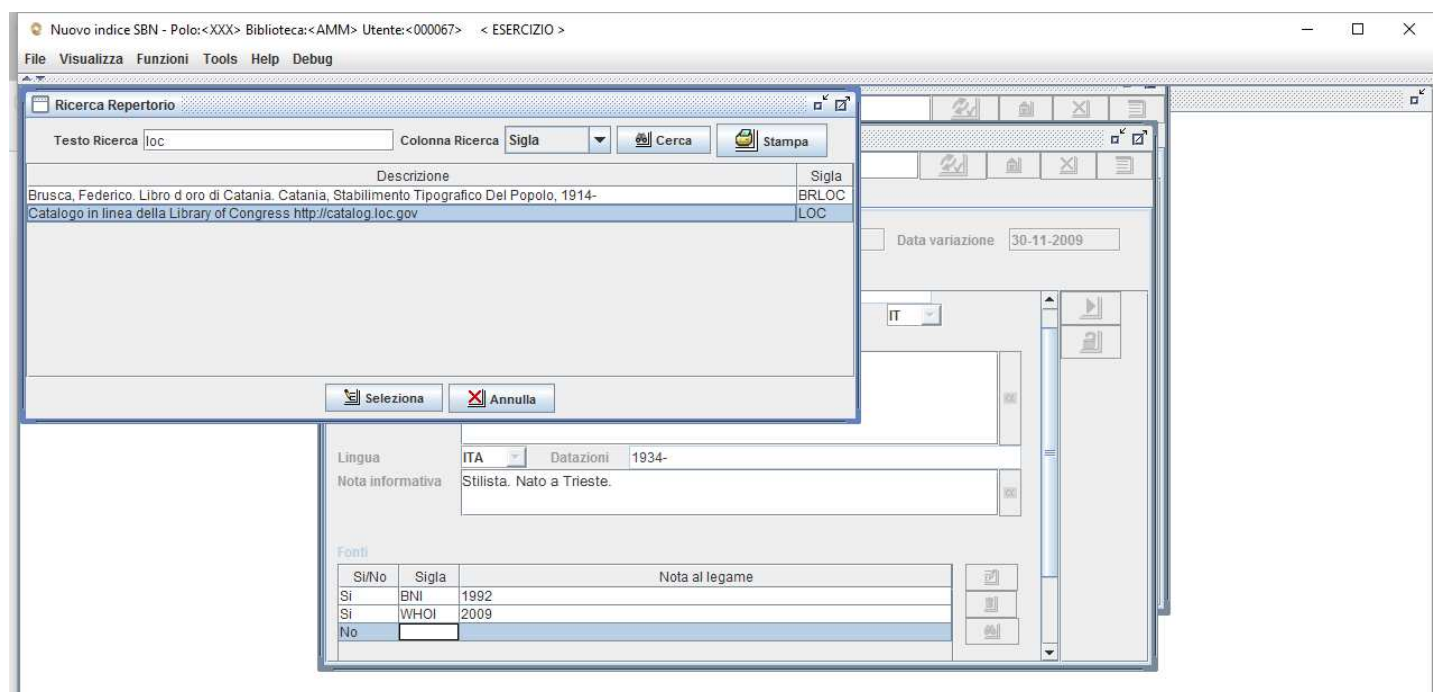 Nuovo indice SBN - Polo:<XXX> Biblioteca:<AMM> Utente:<000067> < ESERCIZIO >
File Visualizza Funzioni Tools Help Debug
Ricerca Repertorio
Testo Ricerca loc Colonna Ricerca Sigla Cerca Stampa
Descrizione Sigla
Brusca, Federico. Libro d oro di Catania. Catania, Stabilimento Tipografico Del Popolo, 1914- BRLOC
Catalogo in linea della Library of Congress http://catalog.loc.gov LOC
Data variazione 30-11-2009
IT
Seleziona Annulla
Lingua ITA Datazioni 1934-
Nota informativa Stilista. Nato a Trieste.
Fonti
Si/No Sigla Nota al legame
Si BNI 1992
Si WHOI 2009
No